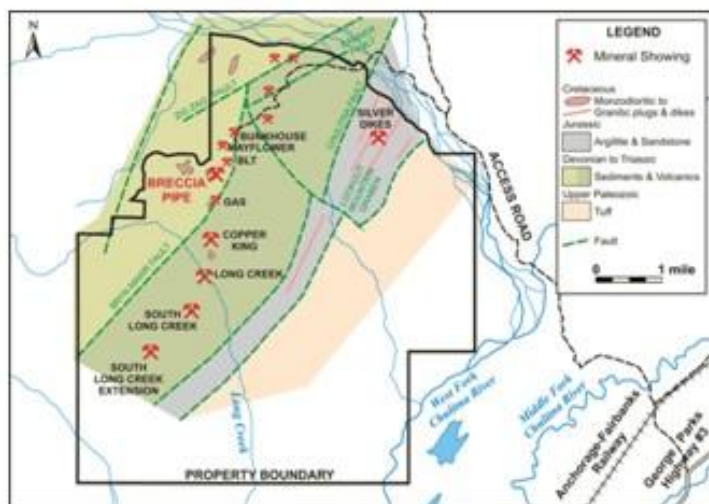 N
SILVER
DIKES
BUNKHOUSE
MAYFLOWER
BLT
BRECCIA
PIPE
GAS
COPPER
KING
LONG CREEK
SOUTH
LONG CREEK
SOUTH
LONG CREEK
EXTENSION
FAULT
ACCESS ROAD
Long Creek
West Fork
Chulitna River
Middle Fork
Chulitna River
Anchorage-Fairbanks
Railway
George Parks
Highway #3
PROPERTY BOUNDARY
LEGEND
Mineral Showing
Cretaceous
Monzodioritic to
Granitic plugs & dikes
Jurassic
Argillite & Sandstone
Devonian to Triassic
Sediments & Volcanics
Upper Paleozoic
Tuff
Fault
0 1 mile